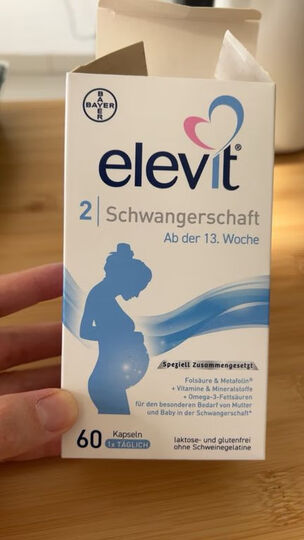 BAYER
BAYER
elevit®
2 | Schwangerschaft
Ab der 13. Woche
Speziell Zusammengesetzt
Folsäure & Metafolin®
+ Vitamine & Mineralstoffe
+ Omega-3-Fettsäuren
für den besonderen Bedarf von Mutter
und Baby in der Schwangerschaft*
60 Kapseln
1x TÄGLICH
laktose- und glutenfrei
ohne Schweinegelatine